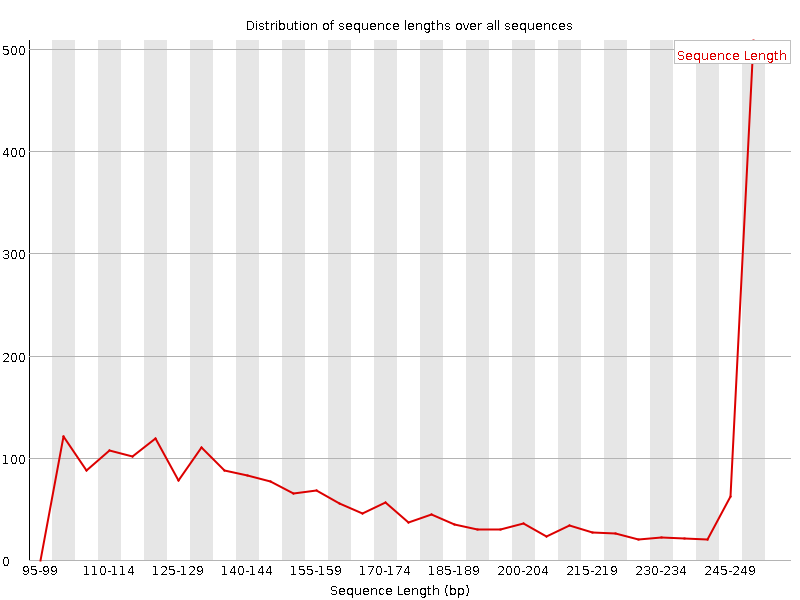 Distribution of sequence lengths over all sequences
Sequence Length
500
400
300
200
100
0
95-99 110-114 125-129 140-144 155-159 170-174 185-189 200-204 215-219 230-234 245-249
Sequence Length (bp)